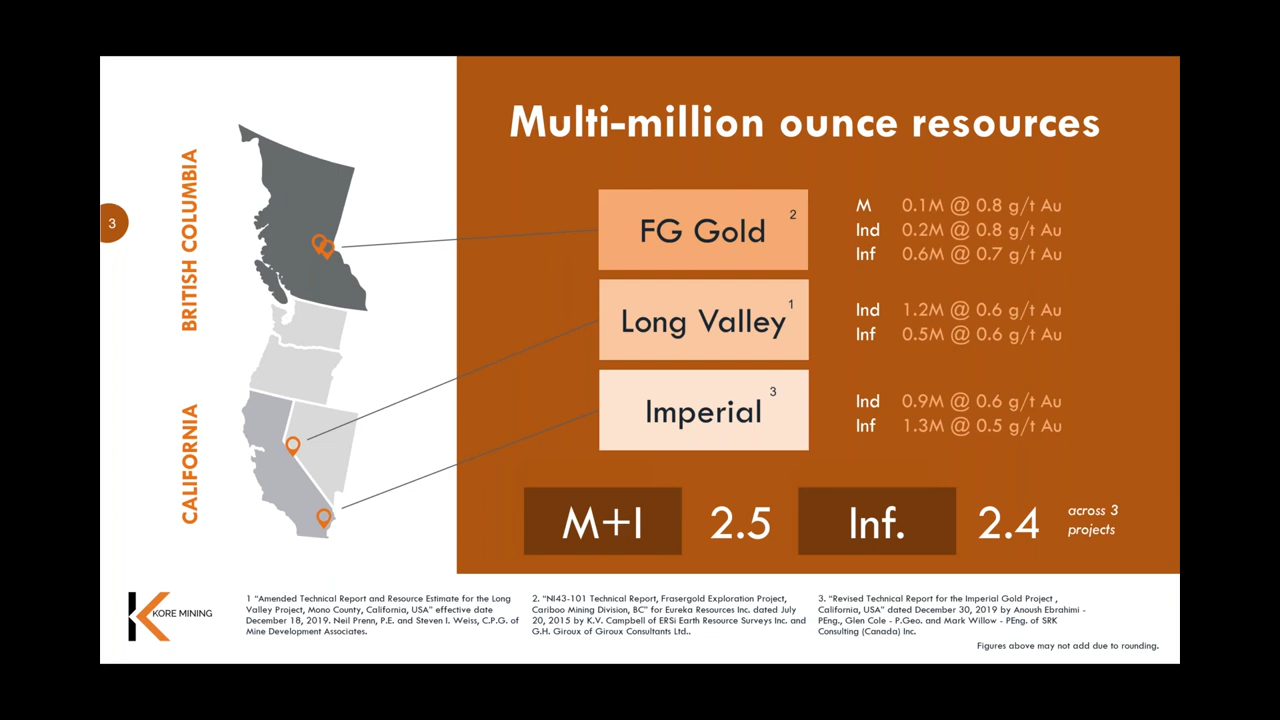 Multi-million ounce resources
BRITISH COLUMBIA
3
CALIFORNIA
FG Gold 2
M 0.1M @ 0.8 g/t Au
Ind 0.2M @ 0.8 g/t Au
Inf 0.6M @ 0.7 g/t Au
Long Valley 1
Ind 1.2M @ 0.6 g/t Au
Inf 0.5M @ 0.6 g/t Au
Imperial 3
Ind 0.9M @ 0.6 g/t Au
Inf 1.3M @ 0.5 g/t Au
M+I 2.5 Inf. 2.4 across 3
projects
KORE MINING
1 “Amended Technical Report and Resource Estimate for the Long
Valley Project, Mono County, California, USA” effective date
December 18, 2019. Neil Prenn, P.E. and Steven I. Weiss, C.P.G. of
Mine Development Associates.
2. “NI43-101 Technical Report, Frasergold Exploration Project,
Cariboo Mining Division, BC” for Eureka Resources Inc. dated July
20, 2015 by K.V. Campbell of ERSi Earth Resource Surveys Inc. and
G.H. Giroux of Giroux Consultants Ltd..
3. “Revised Technical Report for the Imperial Gold Project ,
California, USA” dated December 30, 2019 by Anoush Ebrahimi -
PEng., Glen Cole - P.Geo. and Mark Willow - PEng. of SRK
Consulting (Canada) Inc.
Figures above may not add due to rounding.